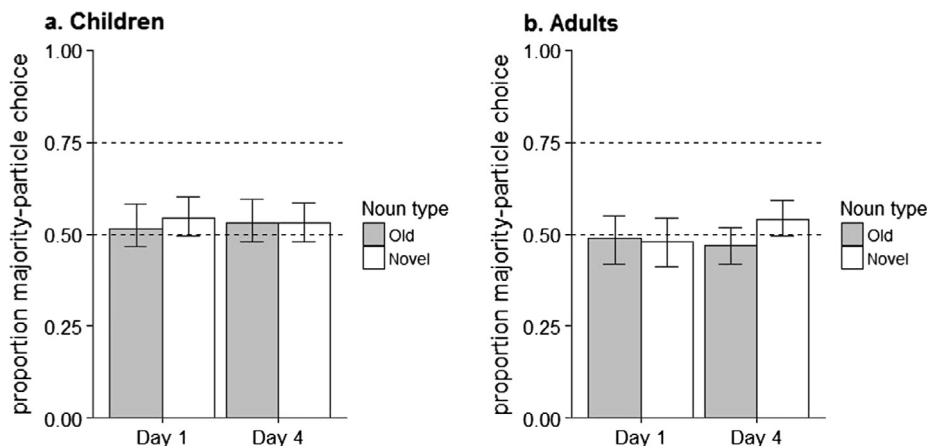 a. Children
proportion majority-particle choice
1.00
0.75
0.50
0.25
0.00
Day 1
Day 4
Noun type
Old
Novel
b. Adults
proportion majority-particle choice
1.00
0.75
0.50
0.25
0.00
Day 1
Day 4
Noun type
Old
Novel